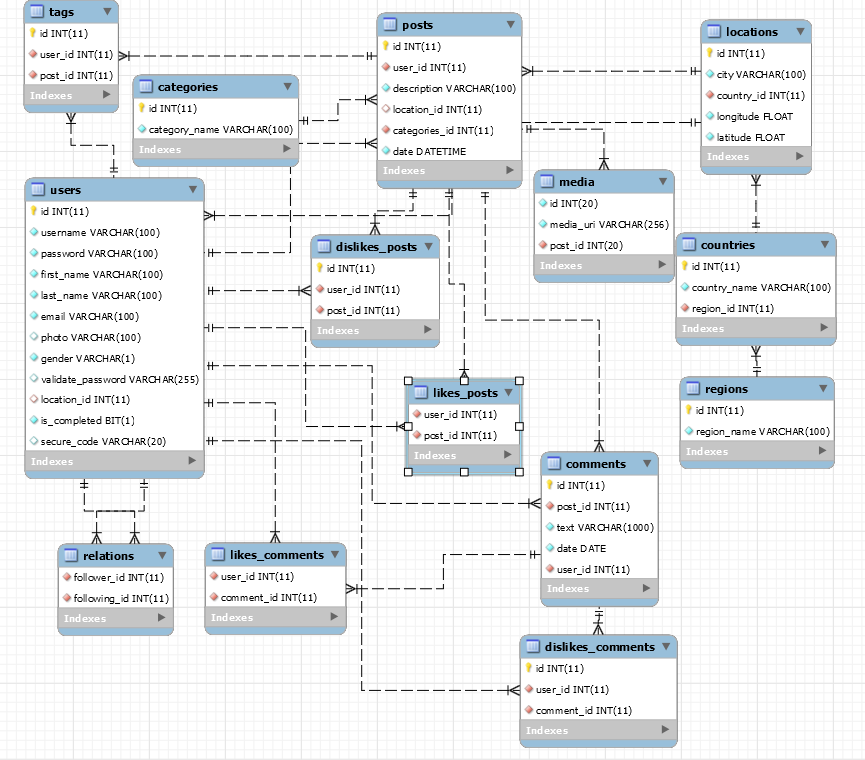 tags
id INT(11)
user_id INT(11)
post_id INT(11)
Indexes
posts
id INT(11)
user_id INT(11)
description VARCHAR(100)
location_id INT(11)
categories_id INT(11)
date DATETIME
Indexes
locations
id INT(11)
city VARCHAR(100)
country_id INT(11)
longitude FLOAT
latitude FLOAT
Indexes
categories
id INT(11)
category_name VARCHAR(100)
Indexes
users
id INT(11)
username VARCHAR(100)
password VARCHAR(100)
first_name VARCHAR(100)
last_name VARCHAR(100)
email VARCHAR(100)
photo VARCHAR(100)
gender VARCHAR(1)
validate_password VARCHAR(255)
location_id INT(11)
is_completed BIT(1)
secure_code VARCHAR(20)
Indexes
media
id INT(20)
media_uri VARCHAR(256)
post_id INT(20)
Indexes
dislikes_posts
id INT(11)
user_id INT(11)
post_id INT(11)
Indexes
countries
id INT(11)
country_name VARCHAR(100)
region_id INT(11)
Indexes
likes_posts
user_id INT(11)
post_id INT(11)
Indexes
regions
id INT(11)
region_name VARCHAR(100)
Indexes
comments
id INT(11)
post_id INT(11)
text VARCHAR(1000)
date DATE
user_id INT(11)
Indexes
relations
follower_id INT(11)
following_id INT(11)
Indexes
likes_comments
user_id INT(11)
comment_id INT(11)
Indexes
dislikes_comments
id INT(11)
user_id INT(11)
comment_id INT(11)
Indexes